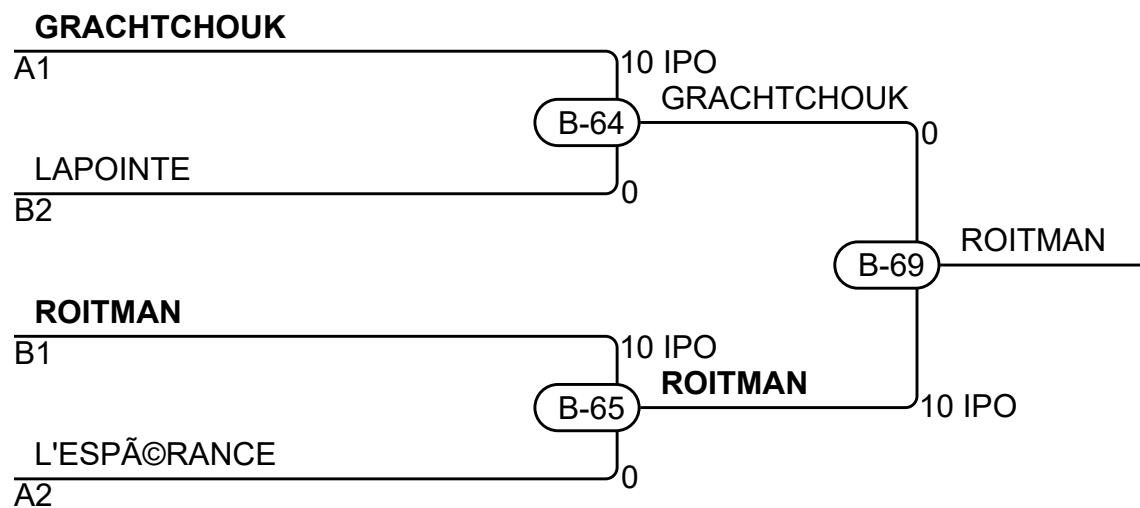 GRACHTCHOUK
A1
10 IPO
GRACHTCHOUK
B-64
0
LAPOINTE
B2
0
ROITMAN
B-69
ROITMAN
B1
10 IPO
ROITMAN
B-65
10 IPO
L'ESPÃ©RANCE
A2
0